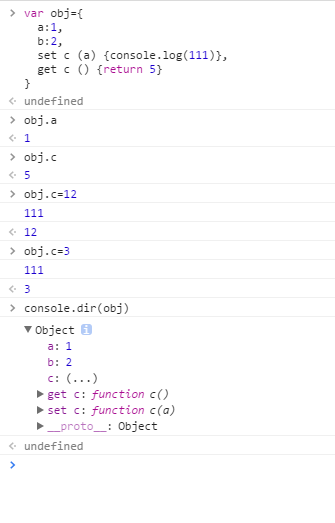 var obj={
a:1,
b:2,
set c (a) {console.log(111)},
get c () {return 5}
}
undefined
obj.a
1
obj.c
5
obj.c=12
111
12
obj.c=3
111
3
console.dir(obj)
Object i
a: 1
b: 2
c: (...)
get c: function c()
set c: function c(a)
__proto__: Object
undefined